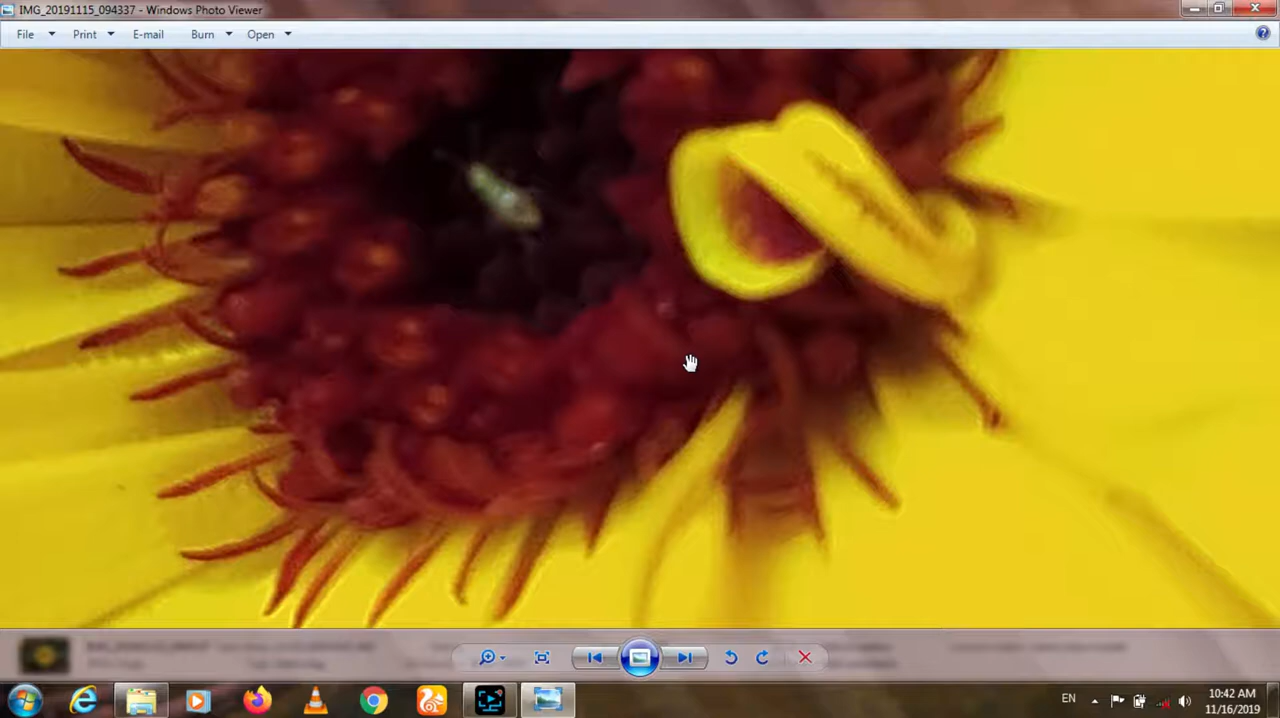 IMG_20191115_094337 - Windows Photo Viewer
File Print E-mail Burn Open
EN
10:42 AM
11/16/2019